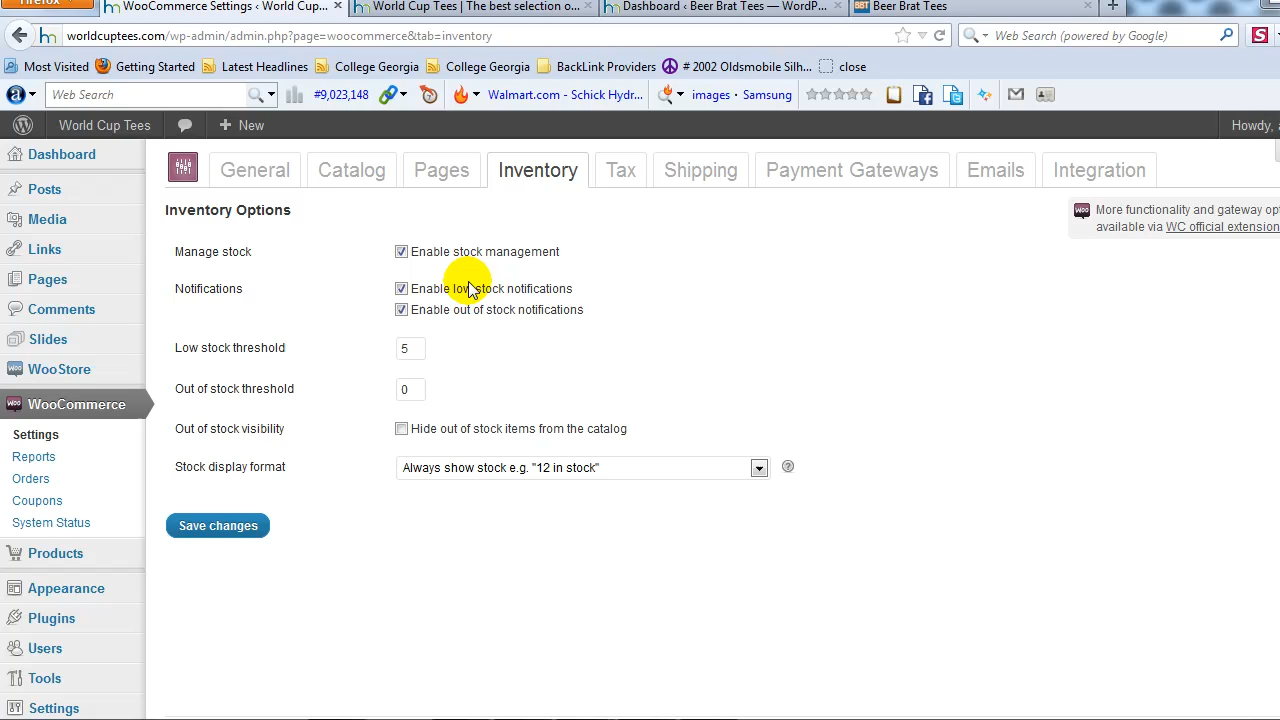 Firefox
WooCommerce Settings ‹ World Cup... ×
World Cup Tees | The best selection o... ×
Dashboard ‹ Beer Brat Tees — WordP... ×
BBT Beer Brat Tees ×
worldcuptees.com/wp-admin/admin.php?page=woocommerce&tab=inventory
Web Search (powered by Google)
S
Most Visited Getting Started Latest Headlines College Georgia College Georgia BackLink Providers # 2002 Oldsmobile Silh... close
a Web Search #9,023,148 Walmart.com - Schick Hydr... images · Samsung
World Cup Tees + New Howdy, a
Dashboard
Posts
Media
Links
Pages
Comments
Slides
WooStore
WooCommerce
Settings
Reports
Orders
Coupons
System Status
Products
Appearance
Plugins
Users
Tools
Settings
General Catalog Pages Inventory Tax Shipping Payment Gateways Emails Integration
Inventory Options
woo More functionality and gateway opt
available via WC official extension
Manage stock Enable stock management
Notifications Enable low stock notifications
Enable out of stock notifications
Low stock threshold 5
Out of stock threshold 0
Out of stock visibility Hide out of stock items from the catalog
Stock display format Always show stock e.g. "12 in stock" ?
Save changes